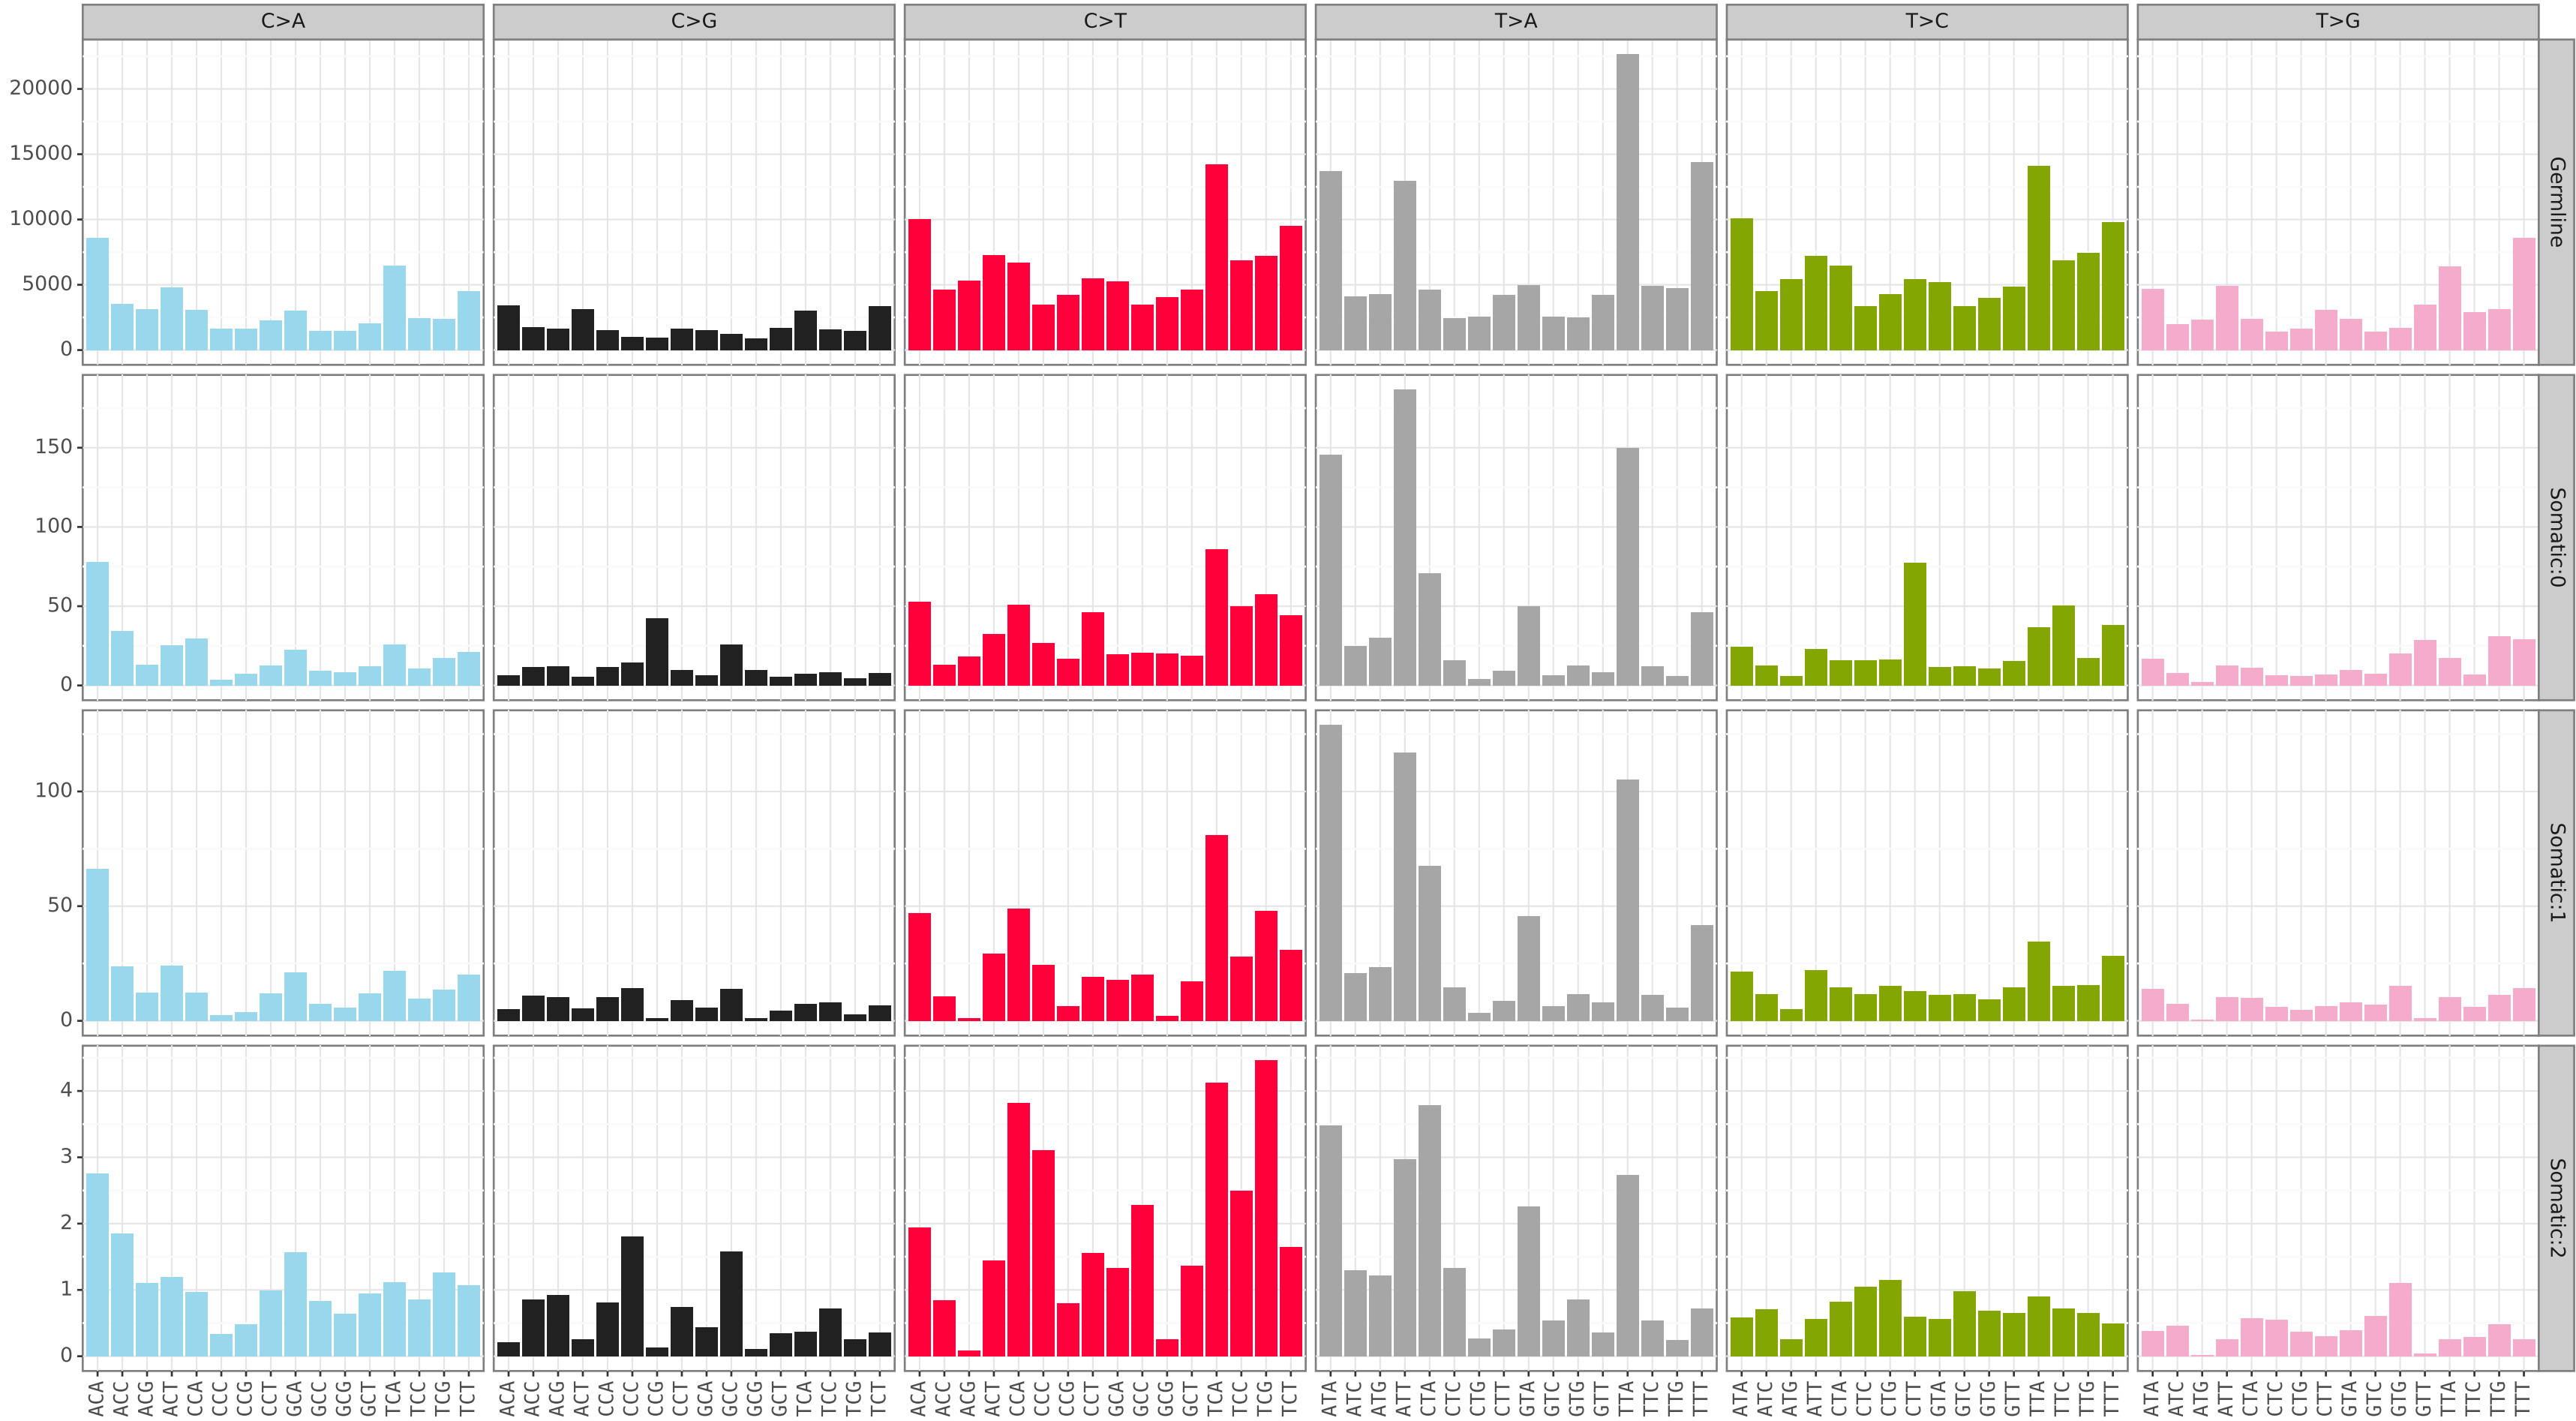 C>A C>G C>T T>A T>C T>G
20000
15000
10000
5000
0
Germline
150
100
50
0
Somatic:0
100
50
0
Somatic:1
4
3
2
1
0
Somatic:2
ACA ACC ACG ACT CCA CCC CCG CCT GCA GCC GCG GCT TCA TCC TCG TCT ACA ACC ACG ACT CCA CCC CCG CCT GCA GCC GCG GCT TCA TCC TCG TCT ACA ACC ACG ACT CCA CCC CCG CCT GCA GCC GCG GCT TCA TCC TCG TCT ATA ATC ATG ATT CTA CTC CTG CTT GTA GTC GTG GTT TTA TTC TTG TTT ATA ATC ATG ATT CTA CTC CTG CTT GTA GTC GTG GTT TTA TTC TTG TTT ATA ATC ATG ATT CTA CTC CTG CTT GTA GTC GTG GTT TTA TTC TTG TTT